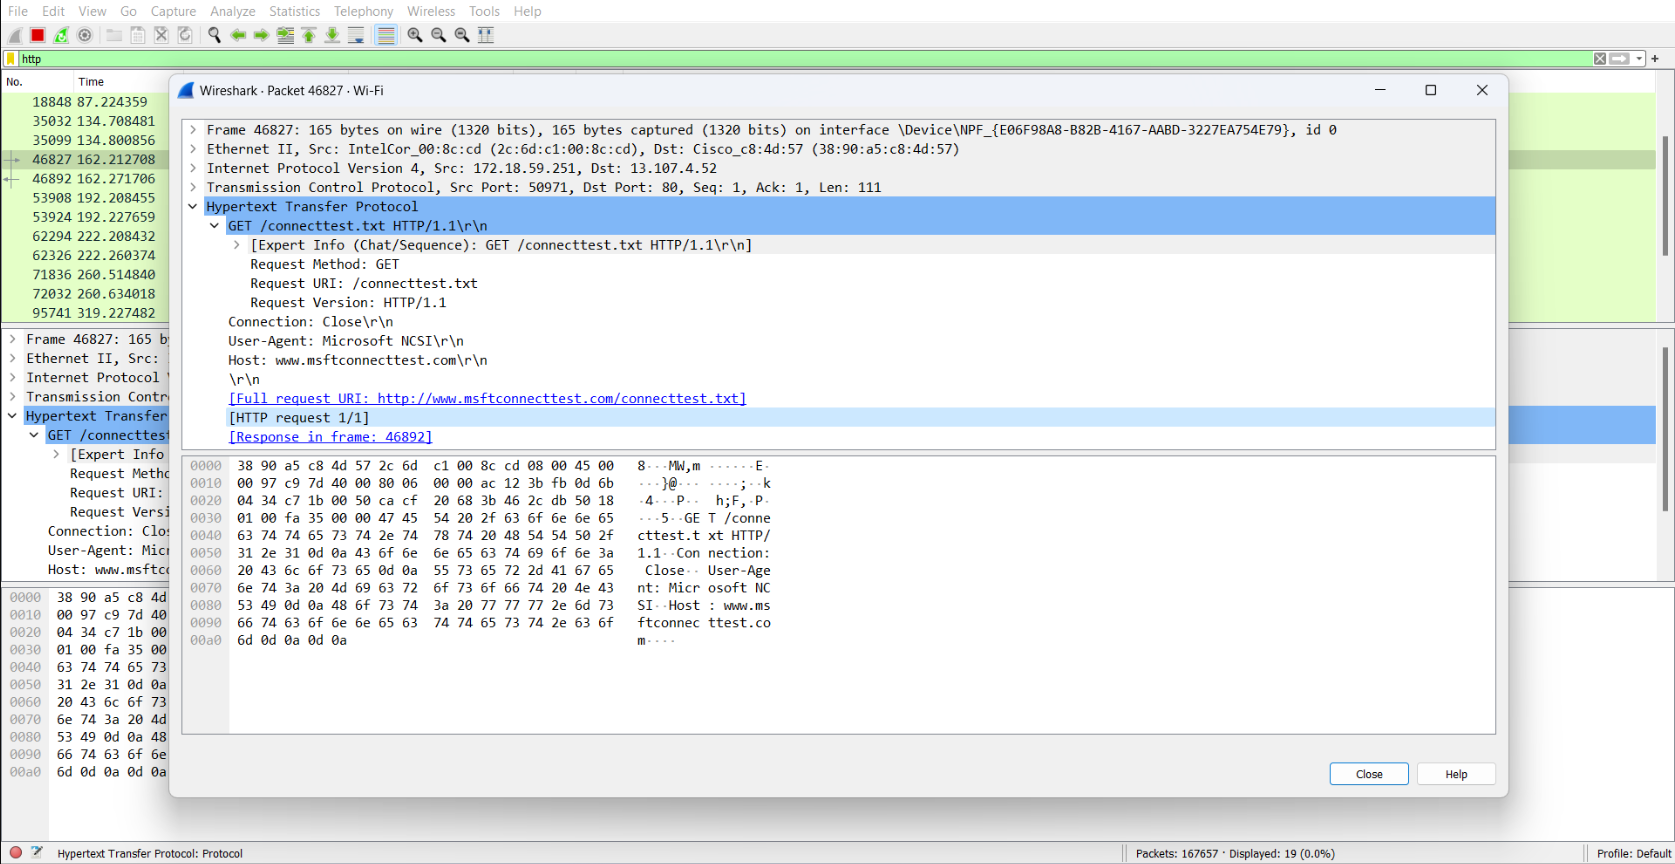 File Edit View Go Capture Analyze Statistics Telephony Wireless Tools Help
http
No. Time
18848 87.224359
35032 134.708481
35099 134.800856
46827 162.212708
46892 162.271706
53908 192.208455
53924 192.227659
62294 222.208432
62326 222.260374
71836 260.514840
72032 260.634018
95741 319.227482
Frame 46827: 165 by
Ethernet II, Src:
Internet Protocol
Transmission Contr
Hypertext Transfer
GET /connecttest
[Expert Info
Request Metho
Request URI:
Request Versi
Connection: Clos
User-Agent: Micr
Host: www.msftc
0000 38 90 a5 c8 4d
0010 00 97 c9 7d 40
0020 04 34 c7 1b 00
0030 01 00 fa 35 00
0040 63 74 74 65 73
0050 31 2e 31 0d 0a
0060 20 43 6c 6f 73
0070 6e 74 3a 20 4d
0080 53 49 0d 0a 48
0090 66 74 63 6f 6e
00a0 6d 0d 0a 0d 0a
Wireshark · Packet 46827 · Wi-Fi
Frame 46827: 165 bytes on wire (1320 bits), 165 bytes captured (1320 bits) on interface \Device\NPF_{E06F98A8-B82B-4167-AABD-3227EA754E79}, id 0
Ethernet II, Src: IntelCor_00:8c:cd (2c:6d:c1:00:8c:cd), Dst: Cisco_c8:4d:57 (38:90:a5:c8:4d:57)
Internet Protocol Version 4, Src: 172.18.59.251, Dst: 13.107.4.52
Transmission Control Protocol, Src Port: 50971, Dst Port: 80, Seq: 1, Ack: 1, Len: 111
Hypertext Transfer Protocol
GET /connecttest.txt HTTP/1.1\r\n
[Expert Info (Chat/Sequence): GET /connecttest.txt HTTP/1.1\r\n]
Request Method: GET
Request URI: /connecttest.txt
Request Version: HTTP/1.1
Connection: Close\r\n
User-Agent: Microsoft NCSI\r\n
Host: www.msftconnecttest.com\r\n
\r\n
[Full request URI: http://www.msftconnecttest.com/connecttest.txt]
[HTTP request 1/1]
[Response in frame: 46892]
0000 38 90 a5 c8 4d 57 2c 6d c1 00 8c cd 08 00 45 00 8···MW,m ······E·
0010 00 97 c9 7d 40 00 80 06 00 00 ac 12 3b fb 0d 6b ···}@··· ····;··k
0020 04 34 c7 1b 00 50 ca cf 20 68 3b 46 2c db 50 18 ·4···P·· h;F,·P·
0030 01 00 fa 35 00 00 47 45 54 20 2f 63 6f 6e 6e 65 ···5··GE T /conne
0040 63 74 74 65 73 74 2e 74 78 74 20 48 54 54 50 2f cttest.t xt HTTP/
0050 31 2e 31 0d 0a 43 6f 6e 6e 65 63 74 69 6f 6e 3a 1.1··Con nection:
0060 20 43 6c 6f 73 65 0d 0a 55 73 65 72 2d 41 67 65 Close·· User-Age
0070 6e 74 3a 20 4d 69 63 72 6f 73 6f 66 74 20 4e 43 nt: Micr osoft NC
0080 53 49 0d 0a 48 6f 73 74 3a 20 77 77 77 2e 6d 73 SI··Host : www.ms
0090 66 74 63 6f 6e 6e 65 63 74 74 65 73 74 2e 63 6f ftconnec ttest.co
00a0 6d 0d 0a 0d 0a m····
Close Help
Hypertext Transfer Protocol: Protocol Packets: 167657 · Displayed: 19 (0.0%) Profile: Default